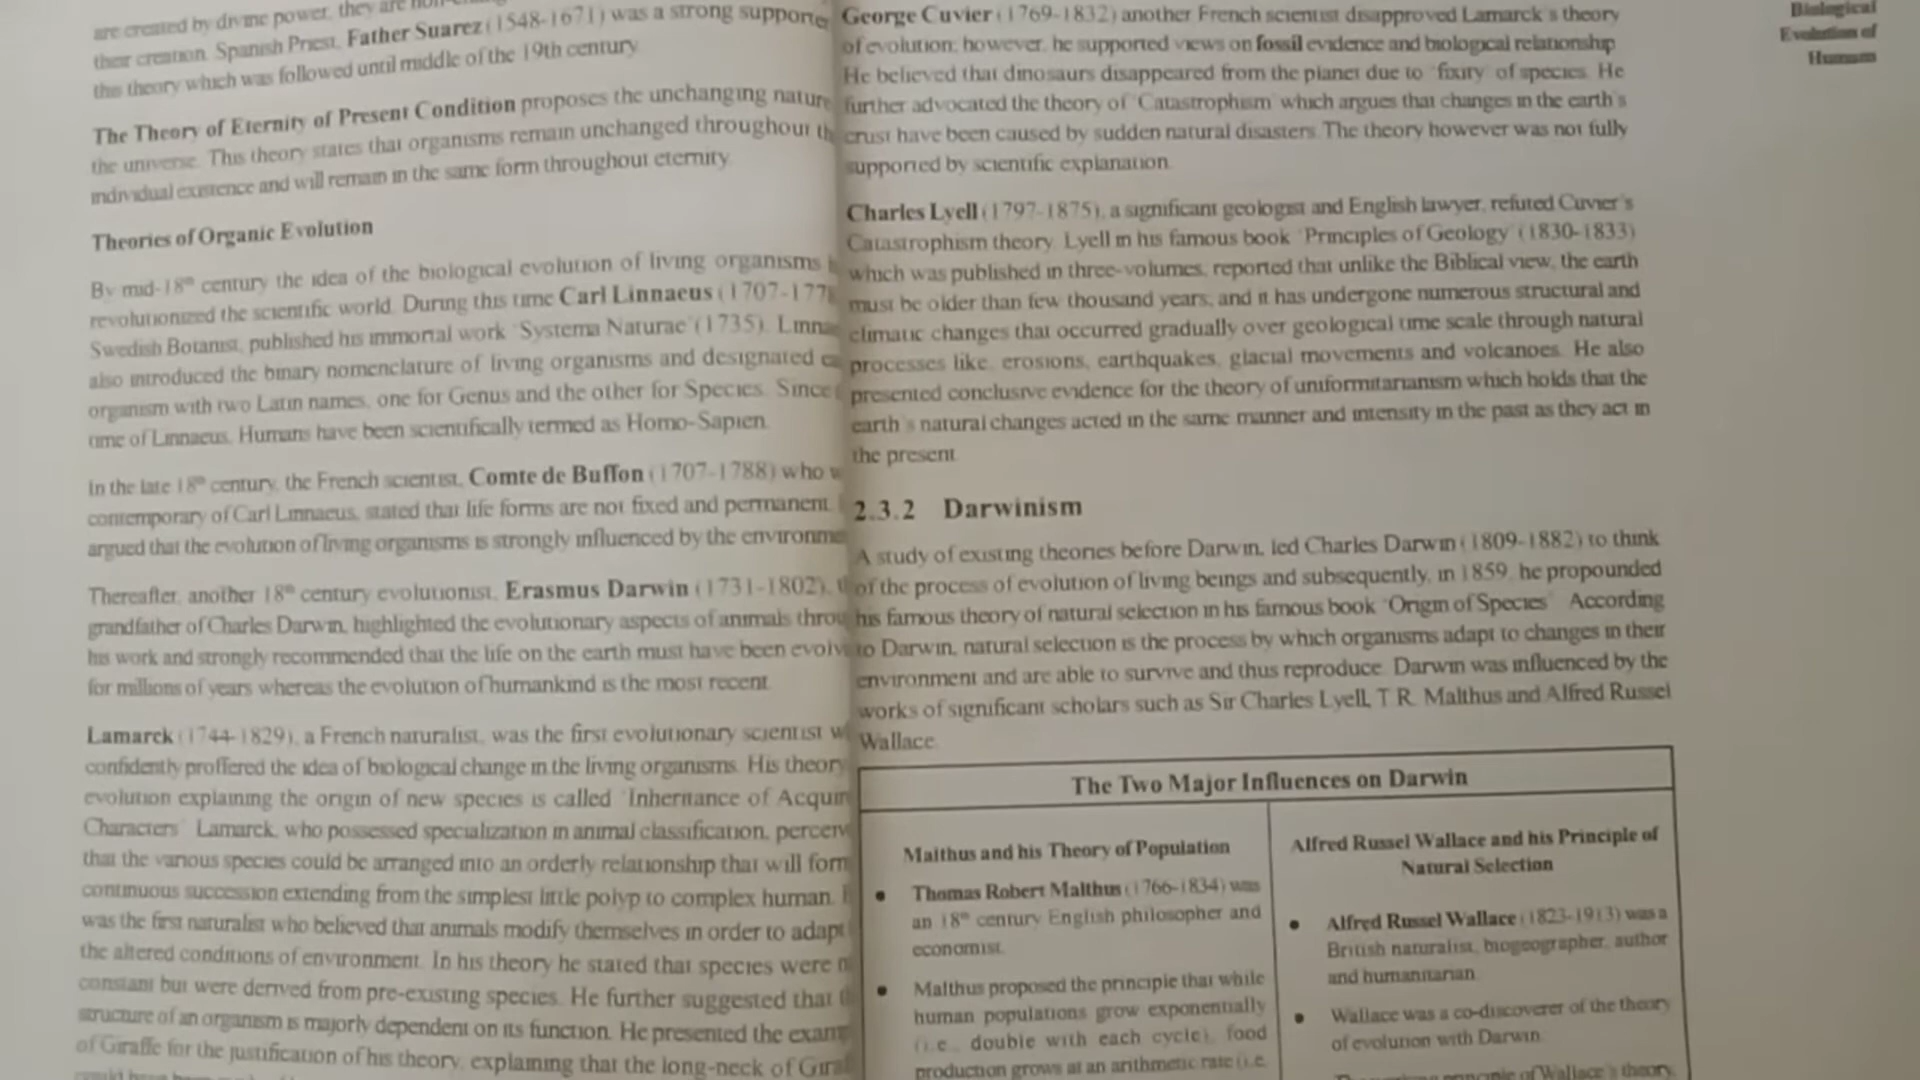 are created by divine power, they are
their creation. Spanish Priest, Father Suarez (1548-1671) was a strong supporter
this theory which was followed until middle of the 19th century.
The Theory of Eternity of Present Condition proposes the unchanging nature
the universe. This theory states that organisms remain unchanged throughout th
individual existence and will remain in the same form throughout eternity.
Theories of Organic Evolution
By mid-18th century the idea of the biological evolution of living organisms
revolutionized the scientific world. During this time Carl Linnaeus (1707-177
Swedish Botanist, published his immortal work 'Systema Naturae' (1735). Linnae
also introduced the binary nomenclature of living organisms and designated ea
organism with two Latin names, one for Genus and the other for Species. Since
time of Linnaeus, Humans have been scientifically termed as Homo-Sapien.
In the late 18th century, the French scientist, Comte de Buffon (1707-1788) who w
contemporary of Carl Linnaeus, stated that life forms are not fixed and permanent.
argued that the evolution of living organisms is strongly influenced by the environme
Thereafter, another 18th century evolutionist, Erasmus Darwin (1731-1802), t
grandfather of Charles Darwin, highlighted the evolutionary aspects of animals throu
his work and strongly recommended that the life on the earth must have been evolv
for millions of years whereas the evolution of humankind is the most recent.
Lamarck (1744-1829), a French naturalist, was the first evolutionary scientist w
confidently proffered the idea of biological change in the living organisms. His theory
evolution explaining the origin of new species is called 'Inheritance of Acquir
Characters' Lamarck, who possessed specialization in animal classification, perceiv
that the various species could be arranged into an orderly relationship that will form
continuous succession extending from the simplest little polyp to complex human. H
was the first naturalist who believed that animals modify themselves in order to adapt
the altered conditions of environment. In his theory he stated that species were n
constant but were derived from pre-existing species. He further suggested that t
structure of an organism is majorly dependent on its function. He presented the exam
of Giraffe for the justification of his theory, explaining that the long-neck of Giraf
George Cuvier (1769-1832) another French scientist disapproved Lamarck's theory
of evolution; however, he supported views on fossil evidence and biological relationship.
He believed that dinosaurs disappeared from the planet due to 'fixity' of species. He
further advocated the theory of 'Catastrophism' which argues that changes in the earth's
crust have been caused by sudden natural disasters. The theory however was not fully
supported by scientific explanation.
Charles Lyell (1797-1875), a significant geologist and English lawyer, refuted Cuvier's
Catastrophism theory. Lyell in his famous book 'Principles of Geology' (1830-1833)
which was published in three-volumes, reported that unlike the Biblical view, the earth
must be older than few thousand years; and it has undergone numerous structural and
climatic changes that occurred gradually over geological time scale through natural
processes like, erosions, earthquakes, glacial movements and volcanoes. He also
presented conclusive evidence for the theory of uniformitarianism which holds that the
earth's natural changes acted in the same manner and intensity in the past as they act in
the present.
2.3.2 Darwinism
A study of existing theories before Darwin, led Charles Darwin (1809-1882) to think
of the process of evolution of living beings and subsequently, in 1859, he propounded
his famous theory of natural selection in his famous book 'Origin of Species'. According
to Darwin, natural selection is the process by which organisms adapt to changes in their
environment and are able to survive and thus reproduce. Darwin was influenced by the
works of significant scholars such as Sir Charles Lyell, T.R. Malthus and Alfred Russel
Wallace.
The Two Major Influences on Darwin
Malthus and his Theory of Population
• Thomas Robert Malthus (1766-1834) was
an 18th century English philosopher and
economist.
• Malthus proposed the principle that while
human populations grow exponentially
(i.e., double with each cycle), food
production grows at an arithmetic rate (i.e.
Alfred Russel Wallace and his Principle of
Natural Selection
• Alfred Russel Wallace (1823-1913) was a
British naturalist, biogeographer, author
and humanitarian.
• Wallace was a co-discoverer of the theory
of evolution with Darwin.
principle of Wallace's theory
Biological
Evolution of
Human